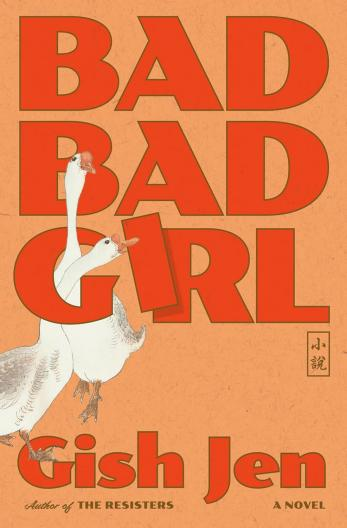 BAD
BAD
GIRL
小
說
Gish Jen
Author of THE RESISTERS
A NOVEL